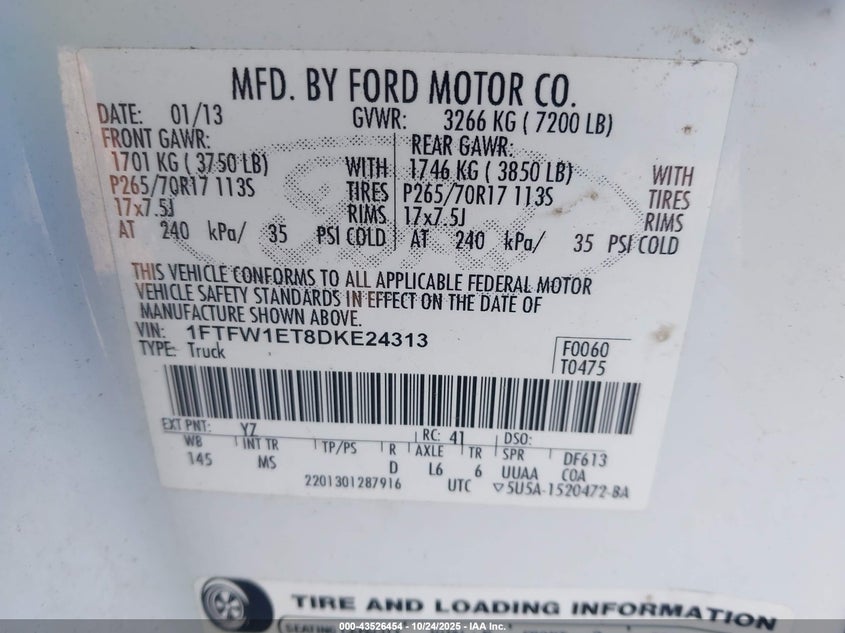 MFD. BY FORD MOTOR CO.
DATE: 01/13 GVWR: 3266 KG ( 7200 LB)
FRONT GAWR: REAR GAWR:
1701 KG ( 3750 LB) WITH 1746 KG ( 3850 LB) WITH
P265/70R17 113S TIRES P265/70R17 113S TIRES
17x7.5J RIMS 17x7.5J RIMS
AT 240 kPa/ 35 PSI COLD AT 240 kPa/ 35 PSI COLD
THIS VEHICLE CONFORMS TO ALL APPLICABLE FEDERAL MOTOR
VEHICLE SAFETY STANDARDS IN EFFECT ON THE DATE OF
MANUFACTURE SHOWN ABOVE.
VIN: 1FTFW1ET8DKE24313
TYPE: Truck
F0060
T0475
EXT PNT: YZ RC: 41 DSO:
WB INT TR TP/PS R AXLE TR SPR DF613
145 MS D L6 6 UUAA COA
2201301287916 UTC ▽5U5A-1520472-BA
TIRE AND LOADING INFORMATION
000-43526454 - 10/24/2025 - IAAI.COM